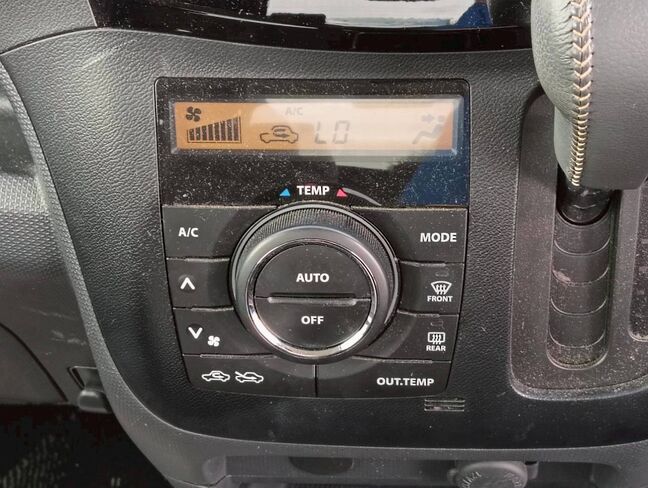 A/C
LO
TEMP
A/C
MODE
AUTO
OFF
FRONT
REAR
OUT.TEMP